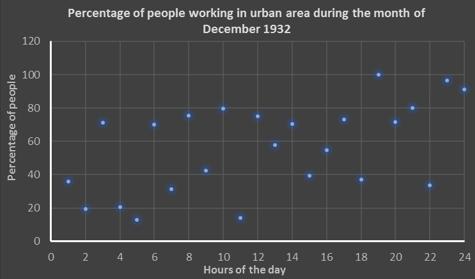 Percentage of people working in urban area during the month of
December 1932
120
100
80
60
40
20
0
Percentage of people
0 2 4 6 8 10 12 14 16 18 20 22 24
Hours of the day